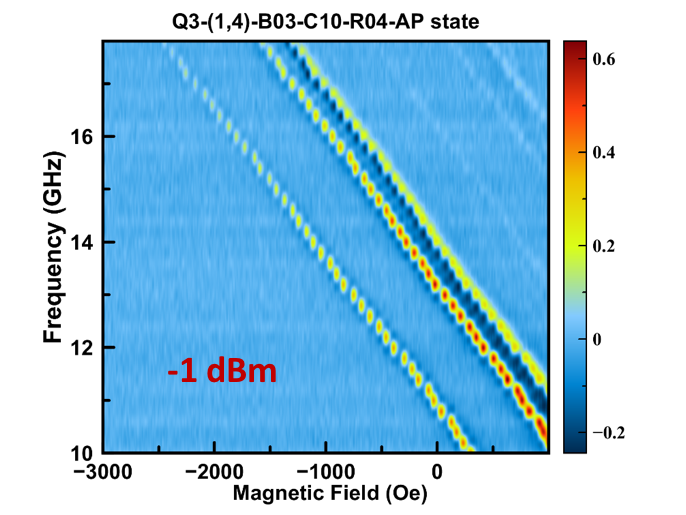 Q3-(1,4)-B03-C10-R04-AP state
0.6
16
0.4
Frequency (GHz)
14
0.2
0
12
-1 dBm
−0.2
10
−3000 −2000 −1000 0
Magnetic Field (Oe)